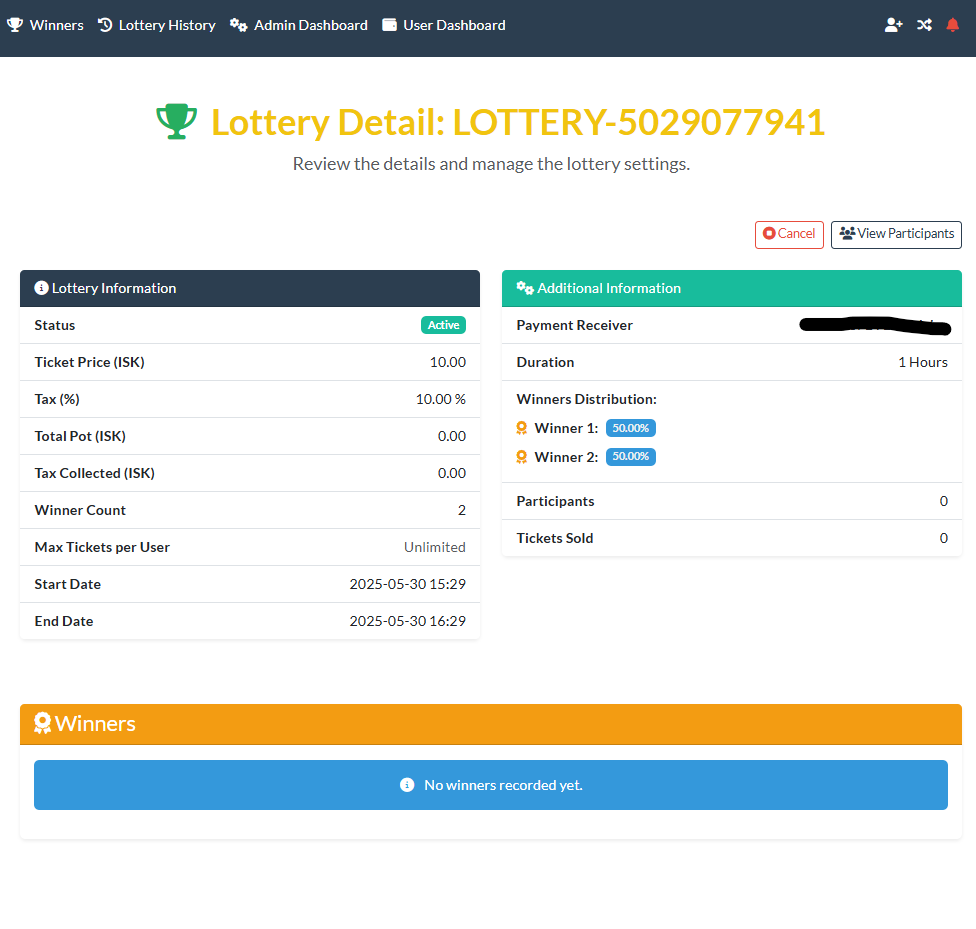 Winners Lottery History Admin Dashboard User Dashboard
Lottery Detail: LOTTERY-5029077941
Review the details and manage the lottery settings.
Cancel View Participants
Lottery Information
Status Active
Ticket Price (ISK) 10.00
Tax (%) 10.00 %
Total Pot (ISK) 0.00
Tax Collected (ISK) 0.00
Winner Count 2
Max Tickets per User Unlimited
Start Date 2025-05-30 15:29
End Date 2025-05-30 16:29
Additional Information
Payment Receiver
Duration 1 Hours
Winners Distribution:
Winner 1: 50.00%
Winner 2: 50.00%
Participants 0
Tickets Sold 0
Winners
No winners recorded yet.